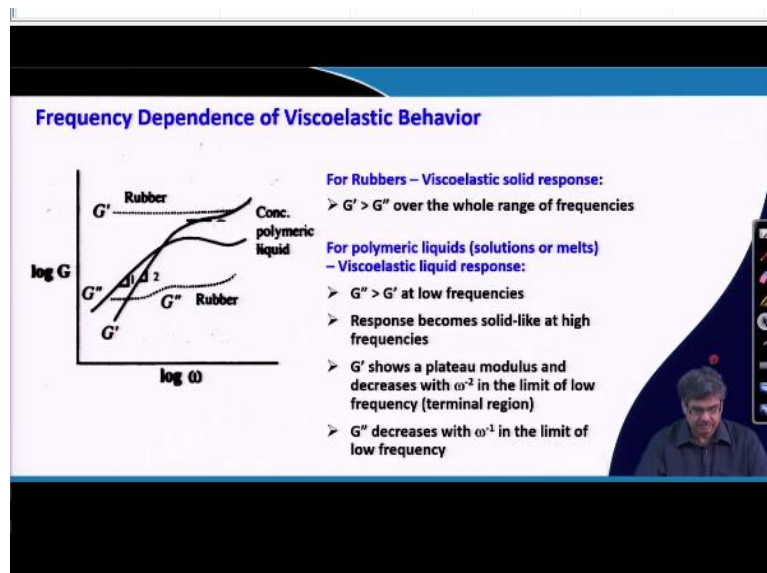 Frequency Dependence of Viscoelastic Behavior
Rubber
G'
Conc.
polymeric
liquid
log G
1
2
G"
G"
Rubber
G'
log ω
For Rubbers – Viscoelastic solid response:
➢ G' > G" over the whole range of frequencies
For polymeric liquids (solutions or melts)
– Viscoelastic liquid response:
➢ G" > G' at low frequencies
➢ Response becomes solid-like at high
frequencies
➢ G' shows a plateau modulus and
decreases with ω⁻² in the limit of low
frequency (terminal region)
➢ G" decreases with ω⁻¹ in the limit of
low frequency